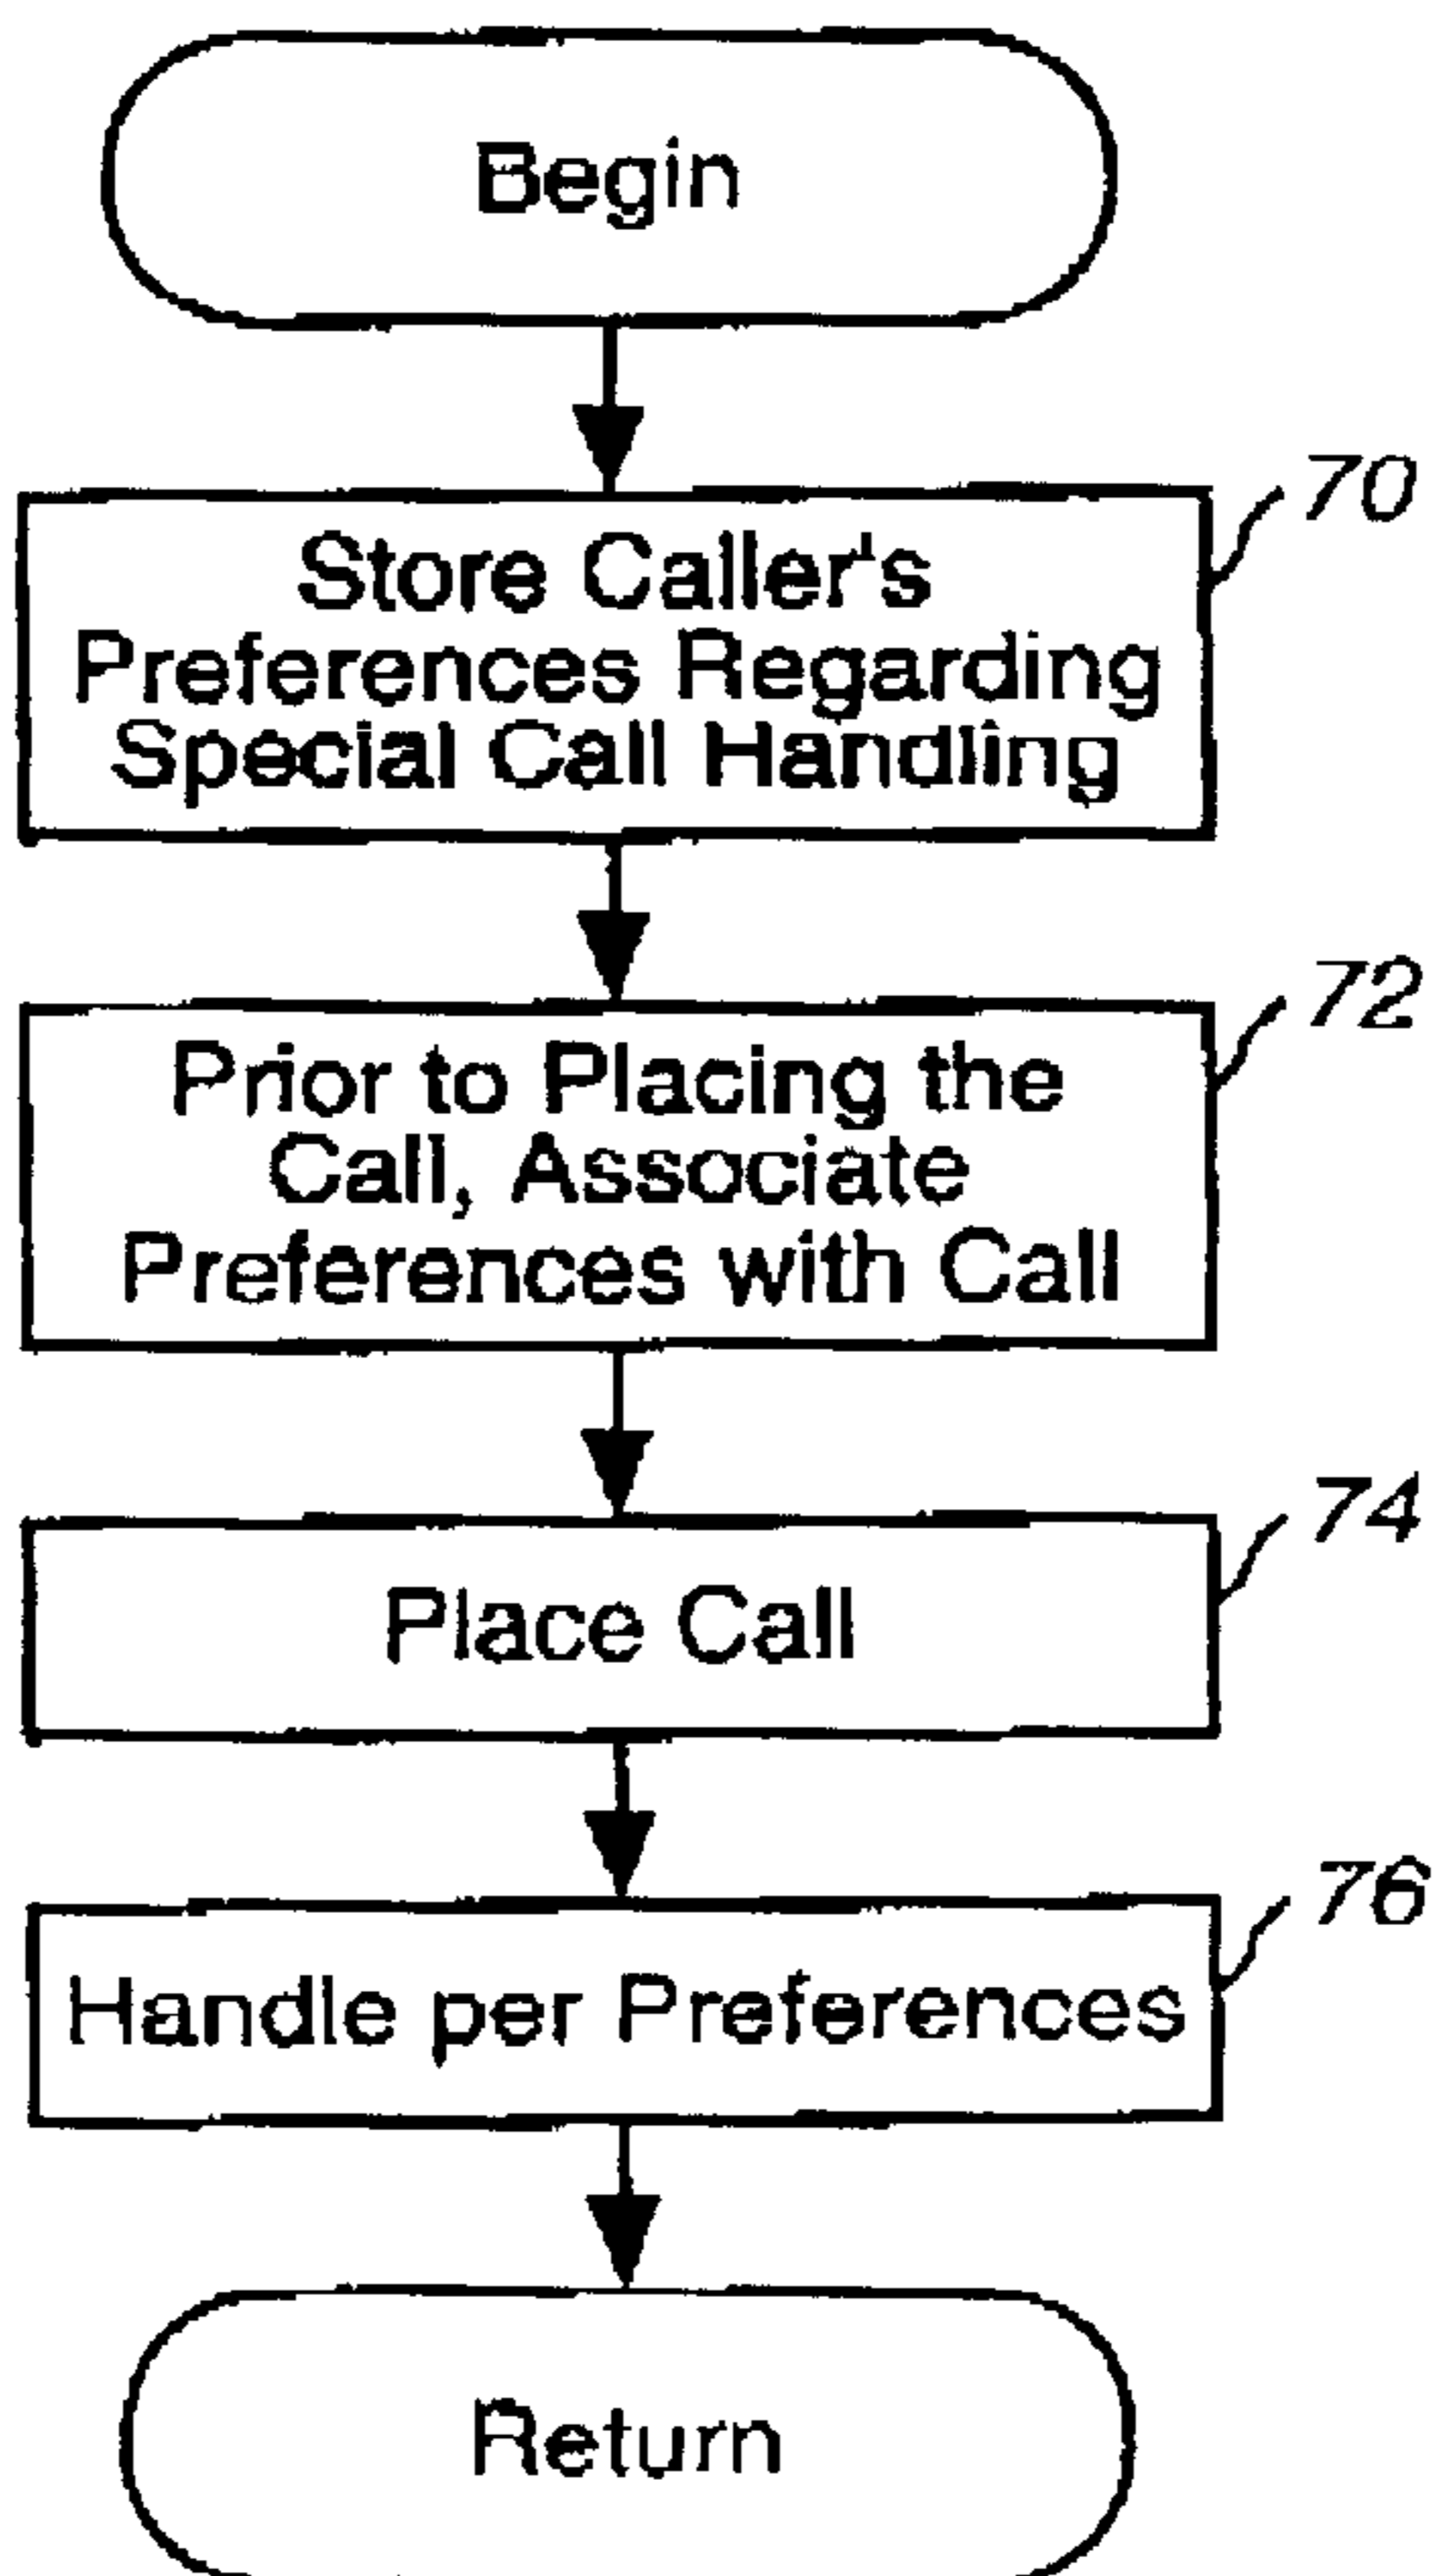 Begin
70
Store Caller's
Preferences Regarding
Special Call Handling
72
Prior to Placing the
Call, Associate
Preferences with Call
74
Place Call
76
Handle per Preferences
Return